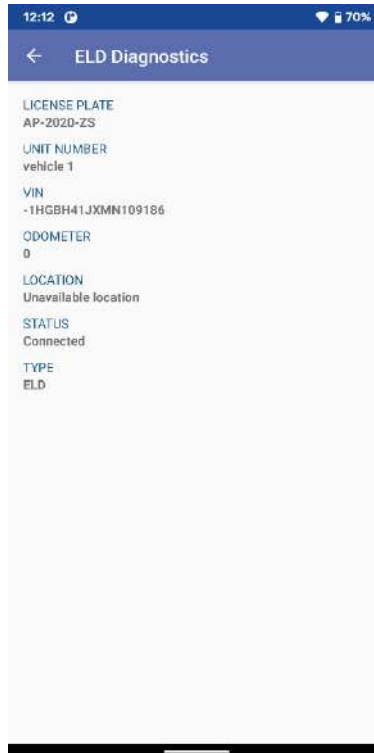 12:12 70%
ELD Diagnostics
LICENSE PLATE
AP-2020-ZS
UNIT NUMBER
vehicle 1
VIN
-1HGBH41JXMN109186
ODOMETER
0
LOCATION
Unavailable location
STATUS
Connected
TYPE
ELD